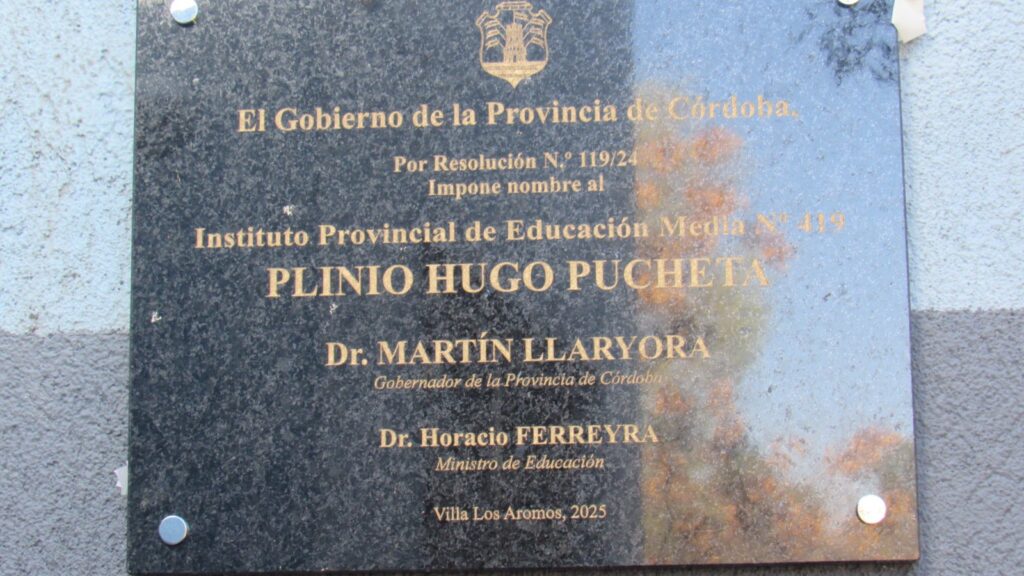 El Gobierno de la Provincia de Córdoba,
Por Resolución N.º 119/24
Impone nombre al
Instituto Provincial de Educación Media N° 419
PLINIO HUGO PUCHETA
Dr. MARTÍN LLARYORA
Gobernador de la Provincia de Córdoba
Dr. Horacio FERREYRA
Ministro de Educación
Villa Los Aromos, 2025